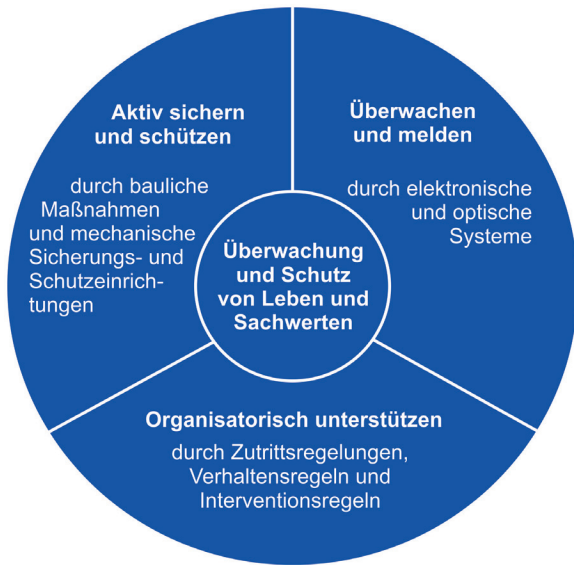 Aktiv sichern
und schützen
durch bauliche
Maßnahmen
und mechanische
Sicherungs- und
Schutzeinrich-
tungen
Überwachen
und melden
durch elektronische
und optische
Systeme
Überwachung
und Schutz
von Leben und
Sachwerten
Organisatorisch unterstützen
durch Zutrittsregelungen,
Verhaltensregeln und
Interventionsregeln